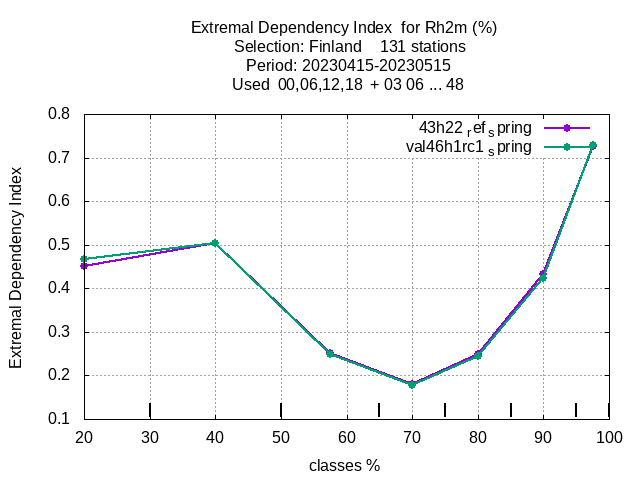 Extremal Dependency Index  for Rh2m (%)
Selection: Finland    131 stations
Period: 20230415-20230515
Used  00,06,12,18  + 03 06 ... 48
43h22 ref spring
val46h1rc1 spring
Extremal Dependency Index
0.8
0.7
0.6
0.5
0.4
0.3
0.2
0.1
20 30 40 50 60 70 80 90 100
classes %